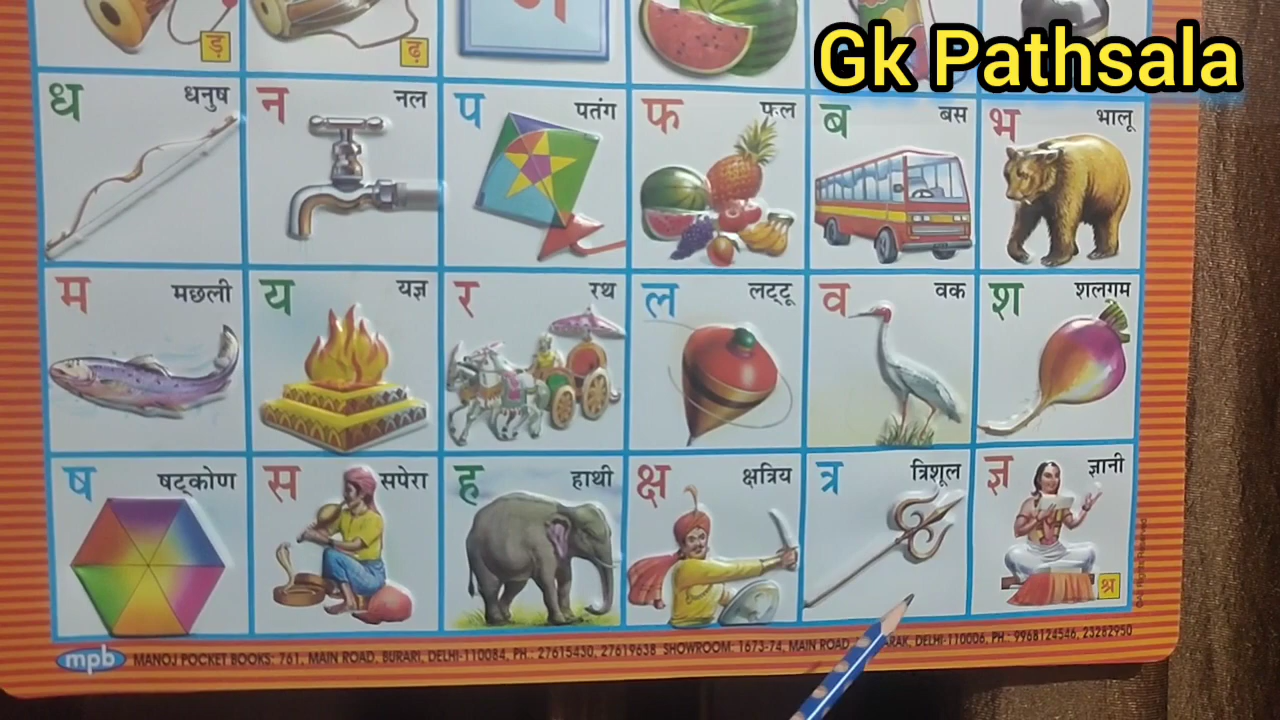 Gk Pathsala
ड़ ढ़
ध धनुष न नल प पतंग फ फल ब बस भ भालू
म मछली य यज्ञ र रथ ल लट्टू व वक श शलगम
ष षट्कोण स सपेरा ह हाथी क्ष क्षत्रिय त्र त्रिशूल ज्ञ ज्ञानी
श्र
mpb MANOJ POCKET BOOKS: 761, MAIN ROAD, BURARI, DELHI-110084, PH.: 27615430, 27619638 SHOWROOM: 1673-74, MAIN ROAD DELHI-110006, PH.: 9968124546, 23282950